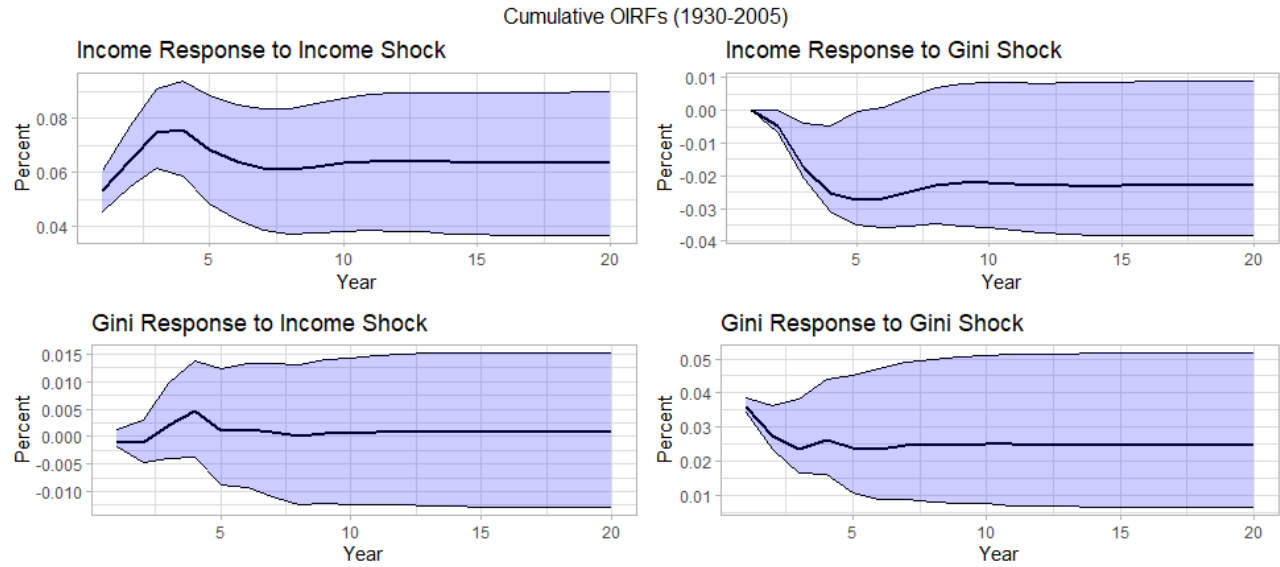 Cumulative OIRFs (1930-2005)
Income Response to Income Shock
Percent
0.08
0.06
0.04
5 10 15 20
Year
Income Response to Gini Shock
Percent
0.01
0.00
-0.01
-0.02
-0.03
-0.04
5 10 15 20
Year
Gini Response to Income Shock
Percent
0.015
0.010
0.005
0.000
-0.005
-0.010
5 10 15 20
Year
Gini Response to Gini Shock
Percent
0.05
0.04
0.03
0.02
0.01
5 10 15 20
Year